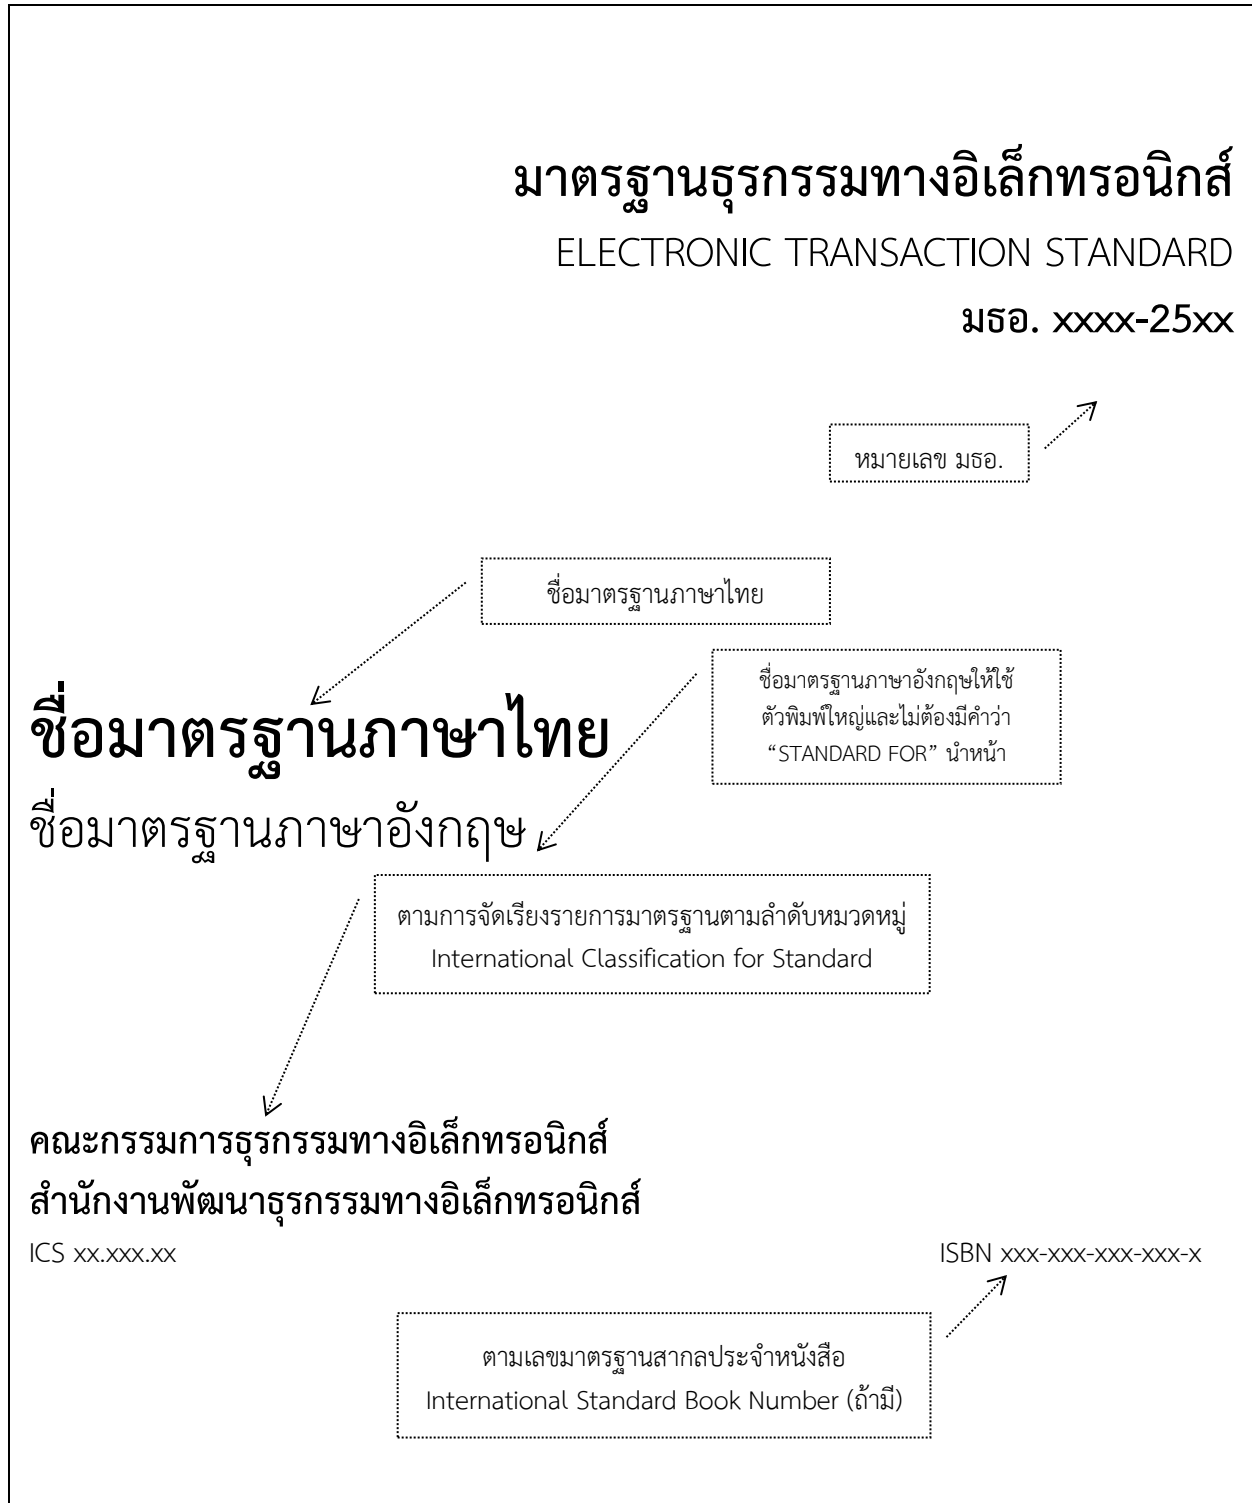 มาตรฐานธุรกรรมทางอิเล็กทรอนิกส์
ELECTRONIC TRANSACTION STANDARD
มธอ. xxxx-25xx
หมายเลข มธอ.
ชื่อมาตรฐานภาษาไทย
ชื่อมาตรฐานภาษาอังกฤษให้ใช้
ตัวพิมพ์ใหญ่และไม่ต้องมีคำว่า
“STANDARD FOR” นำหน้า
ชื่อมาตรฐานภาษาไทย
ชื่อมาตรฐานภาษาอังกฤษ
ตามการจัดเรียงรายการมาตรฐานตามลำดับหมวดหมู่
International Classification for Standard
คณะกรรมการธุรกรรมทางอิเล็กทรอนิกส์
สำนักงานพัฒนาธุรกรรมทางอิเล็กทรอนิกส์
ICS xx.xxx.xx
ISBN xxx-xxx-xxx-xxx-x
ตามเลขมาตรฐานสากลประจำหนังสือ
International Standard Book Number (ถ้ามี)